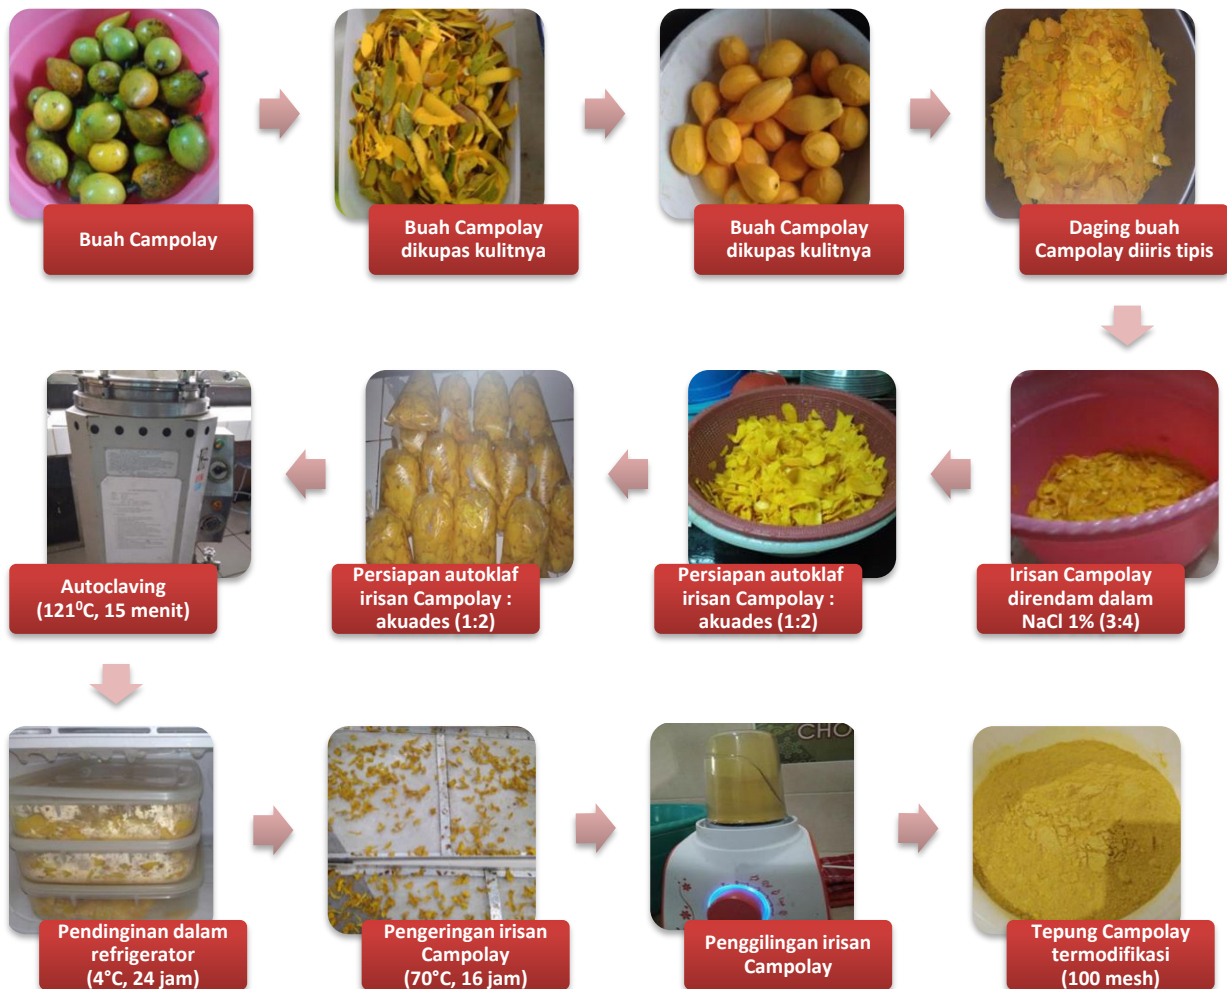 Buah Campolay
Buah Campolay
dikupas kulitnya
Buah Campolay
dikupas kulitnya
Daging buah
Campolay diiris tipis
Irisan Campolay
direndam dalam
NaCl 1% (3:4)
Persiapan autoklaf
irisan Campolay :
akuades (1:2)
Persiapan autoklaf
irisan Campolay :
akuades (1:2)
Autoclaving
(121⁰C, 15 menit)
Pendinginan dalam
refrigerator
(4°C, 24 jam)
Pengeringan irisan
Campolay
(70°C, 16 jam)
CHO
Penggilingan irisan
Campolay
Tepung Campolay
termodifikasi
(100 mesh)